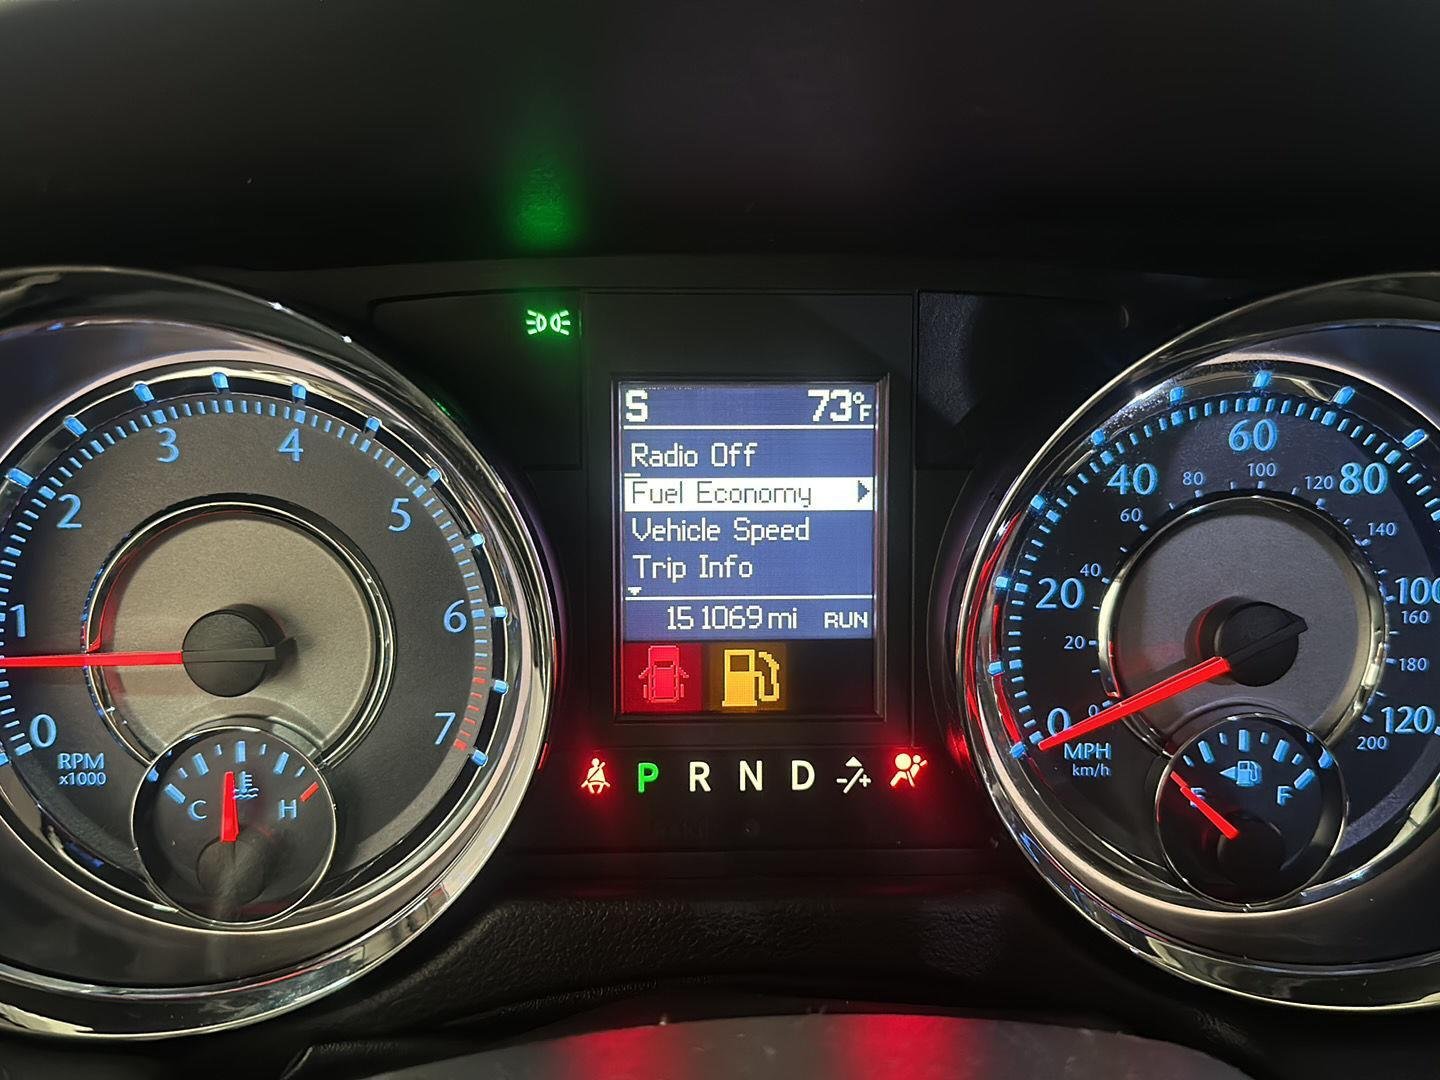 S 73°F
Radio Off
Fuel Economy
Vehicle Speed
Trip Info
151069 mi RUN
P R N D -/+
0 1 2 3 4 5 6 7
RPM
x1000
C H
0 20 40 60 80 100 120
0 20 40 60 80 100 120 140 160 180 200
MPH
km/h
E F